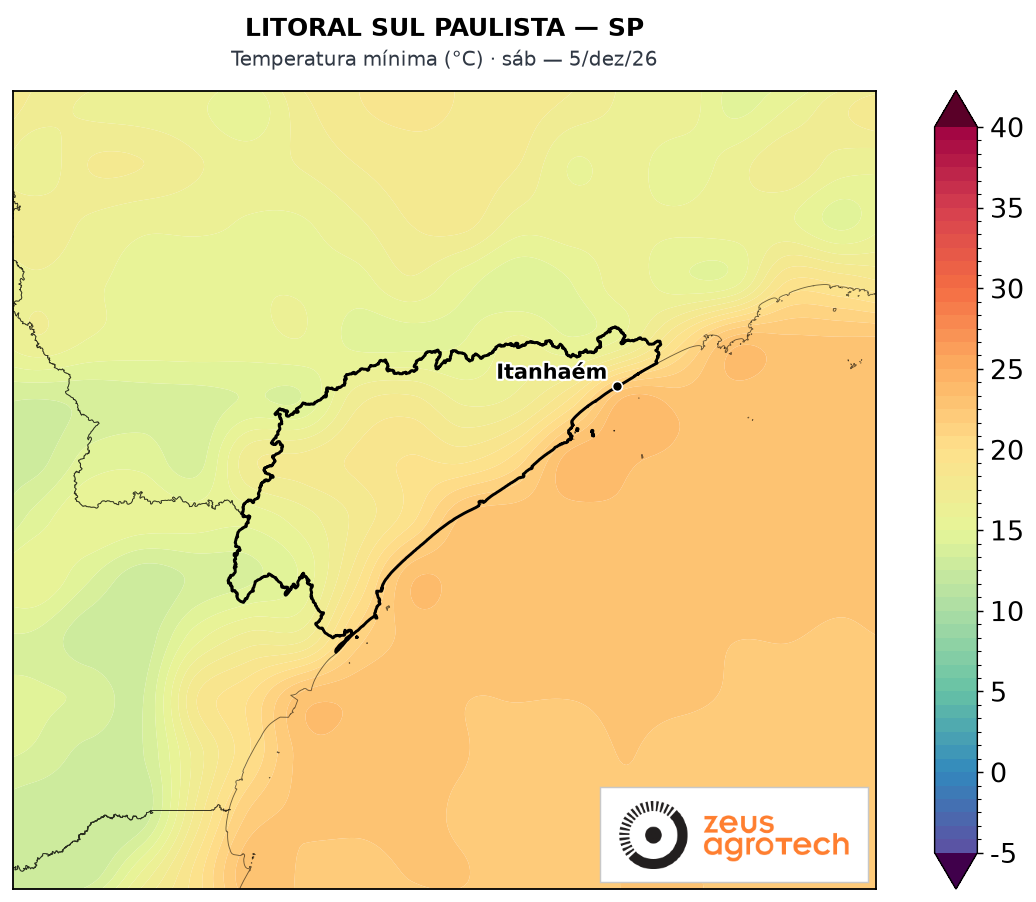 LITORAL SUL PAULISTA — SP
Temperatura mínima (°C) · sáb — 5/dez/26
40
35
30
25
20
15
10
5
0
-5
Itanhaém
zeus
agrotech